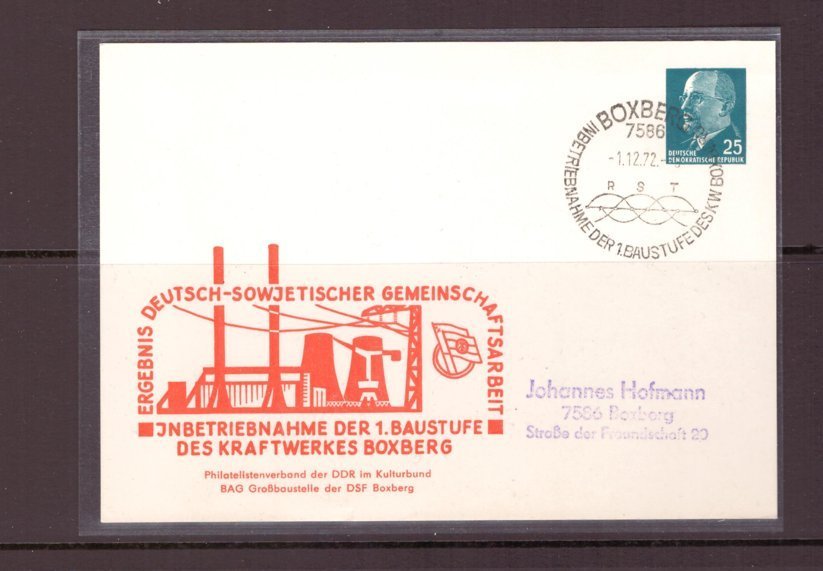 25
DEUTSCHE
DEMOKRATISCHE REPUBLIK
BOXBERG
7586
-1.12.72.-
R S T
INBETRIEBNAHME DER 1.BAUSTUFE DES KW BOX
ERGEBNIS DEUTSCH-SOWJETISCHER GEMEINSCHAFTSARBEIT
JNBETRIEBNAHME DER 1.BAUSTUFE
DES KRAFTWERKES BOXBERG
Philatelistenverband der DDR im Kulturbund
BAG Großbaustelle der DSF Boxberg
Johannes Hofmann
7586 Boxberg
Straße der Freundschaft 20